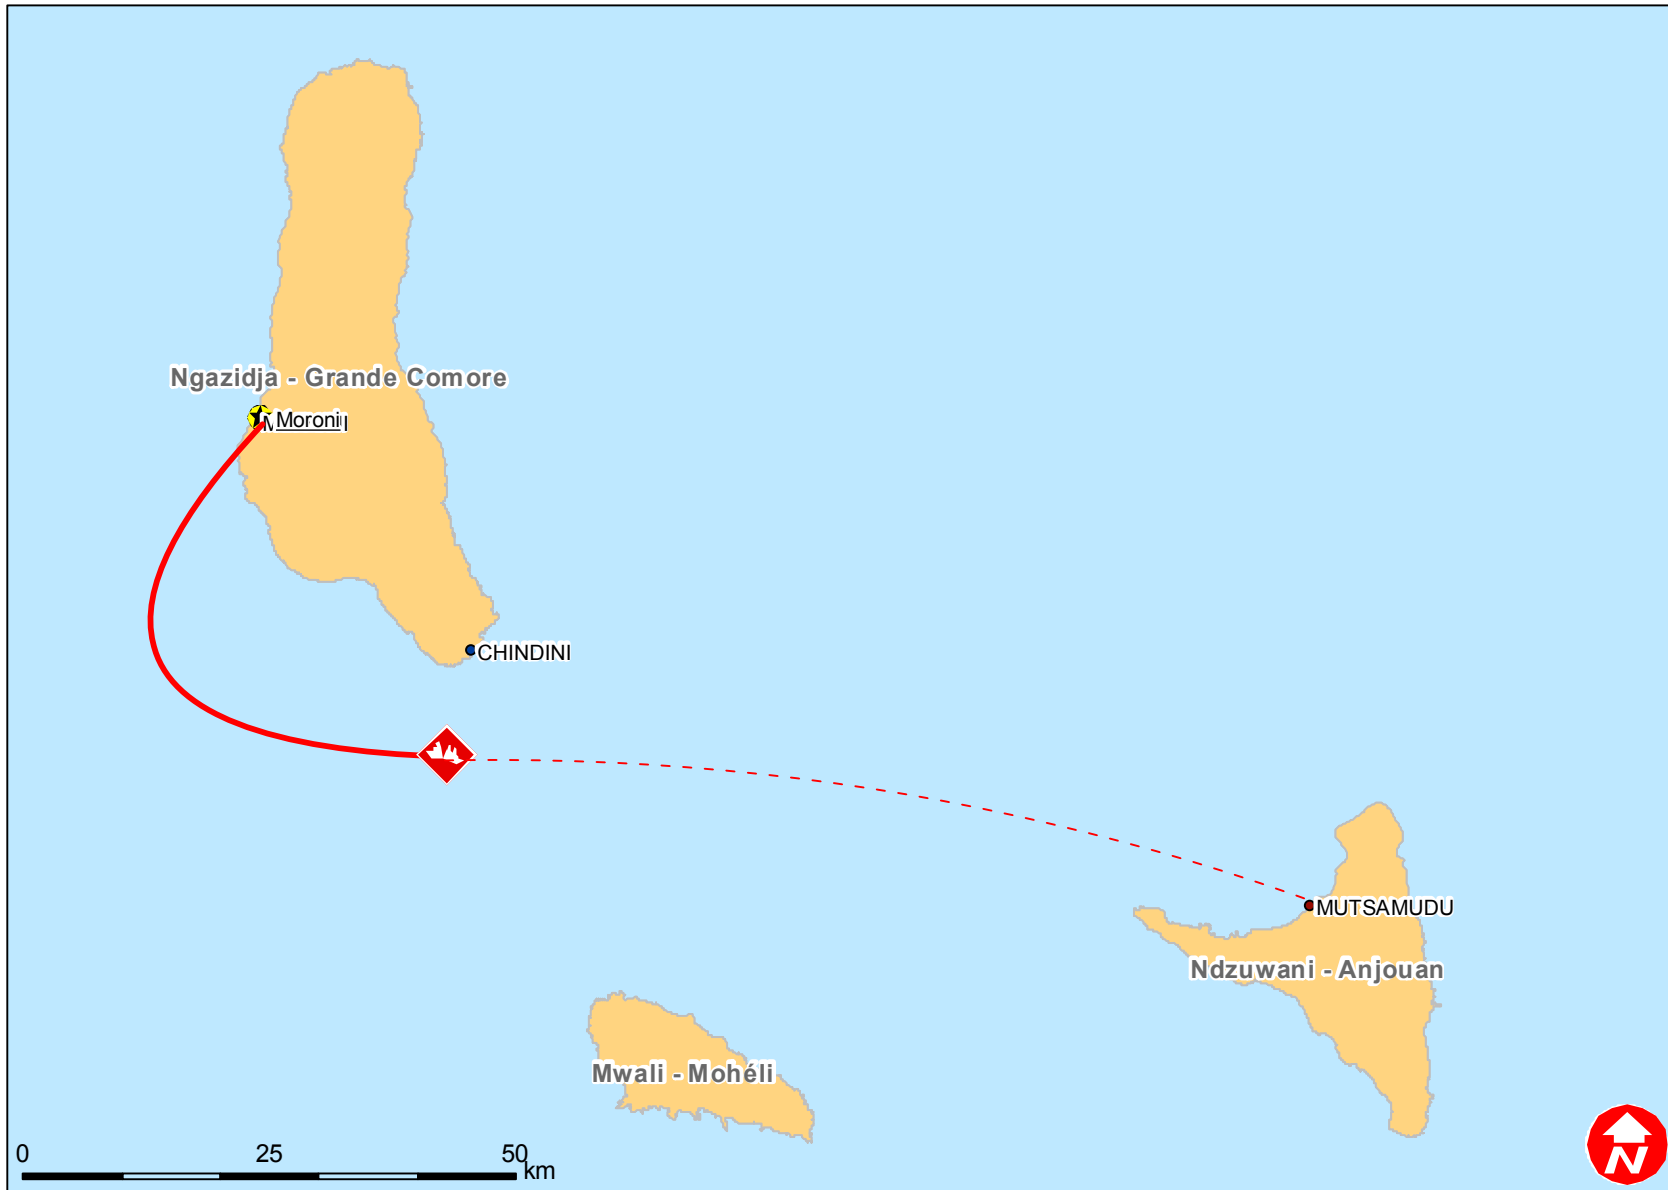 Ngazidja - Grande Comore
Moroni
CHINDINI
MUTSAMUDU
Ndzuwani - Anjouan
Mwali - Mohéli
0 25 50
km
N